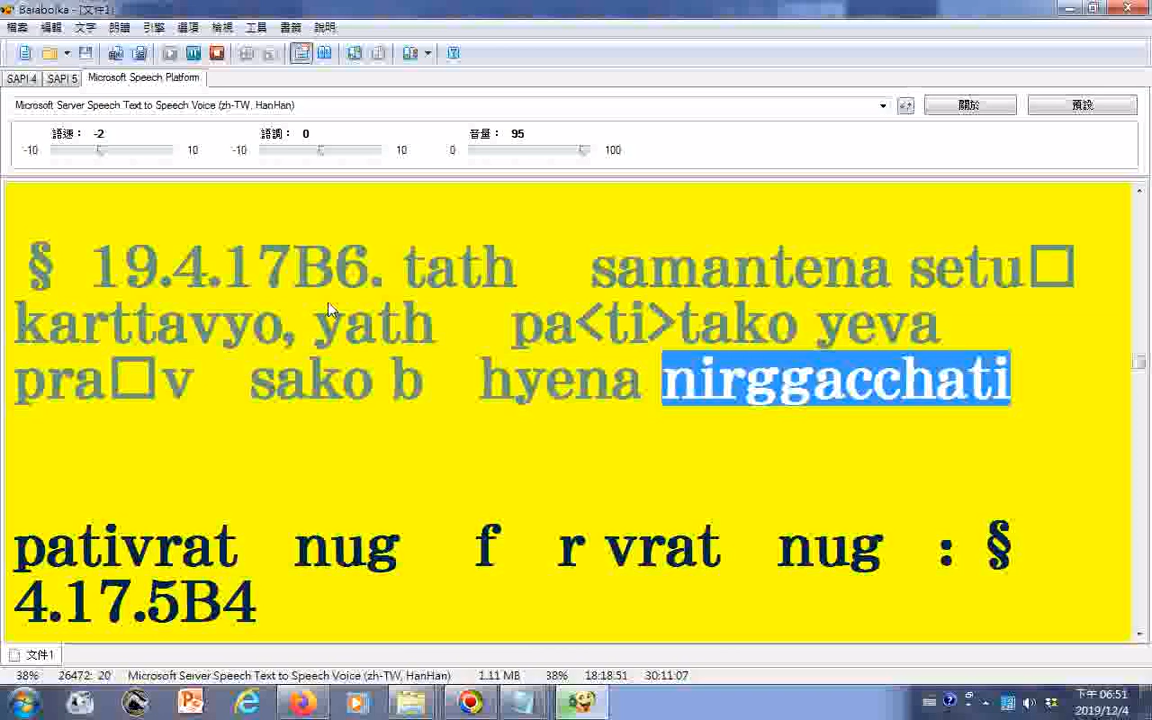 Balabolka - [文件1]
檔案 編輯 文字 朗讀 引擎 選項 檢視 工具 書籤 說明
SAPI 4 SAPI 5 Microsoft Speech Platform
Microsoft Server Speech Text to Speech Voice (zh-TW, HanHan) 關於 預設
語速： -2 語調： 0 音量： 95
-10 10 -10 10 0 100
§ 19.4.17B6. tath samantena setu□
karttavyo, yath pa<ti>tako yeva
pra□v sako b hyena nirggacchati
pativrat nug f r vrat nug : §
4.17.5B4
文件1
38% 26472: 20 Microsoft Server Speech Text to Speech Voice (zh-TW, HanHan) 1.11 MB 38% 18:18:51 30:11:07
下午 06:51
2019/12/4